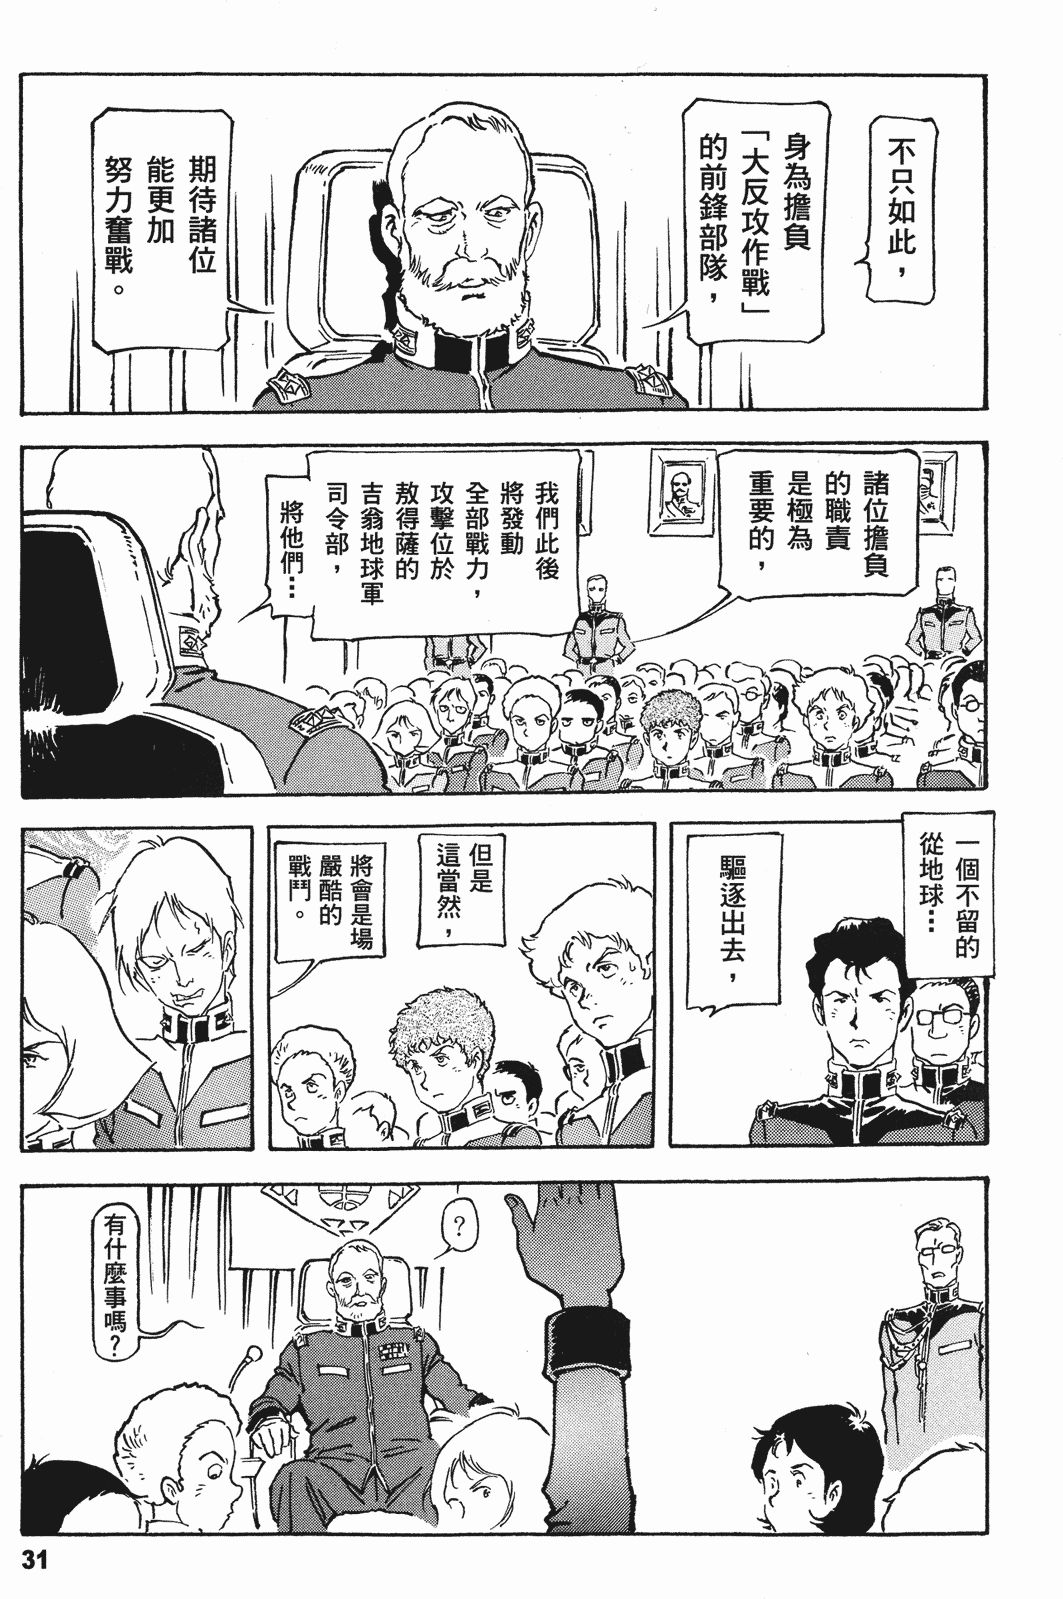 不只如此，
身為擔負
「大反攻作戰」
的前鋒部隊，
期待諸位
能更加
努力奮戰。
諸位擔負
的職責
是極為
重要的，
我們此後
將發動
全部戰力，
攻擊位於
敖得薩的
吉翁地球軍
司令部，
將他們…
一個不留的
從地球…
驅逐出去，
但是
這當然，
將會是場
嚴酷的
戰鬥。
？
有什麼事嗎？
31